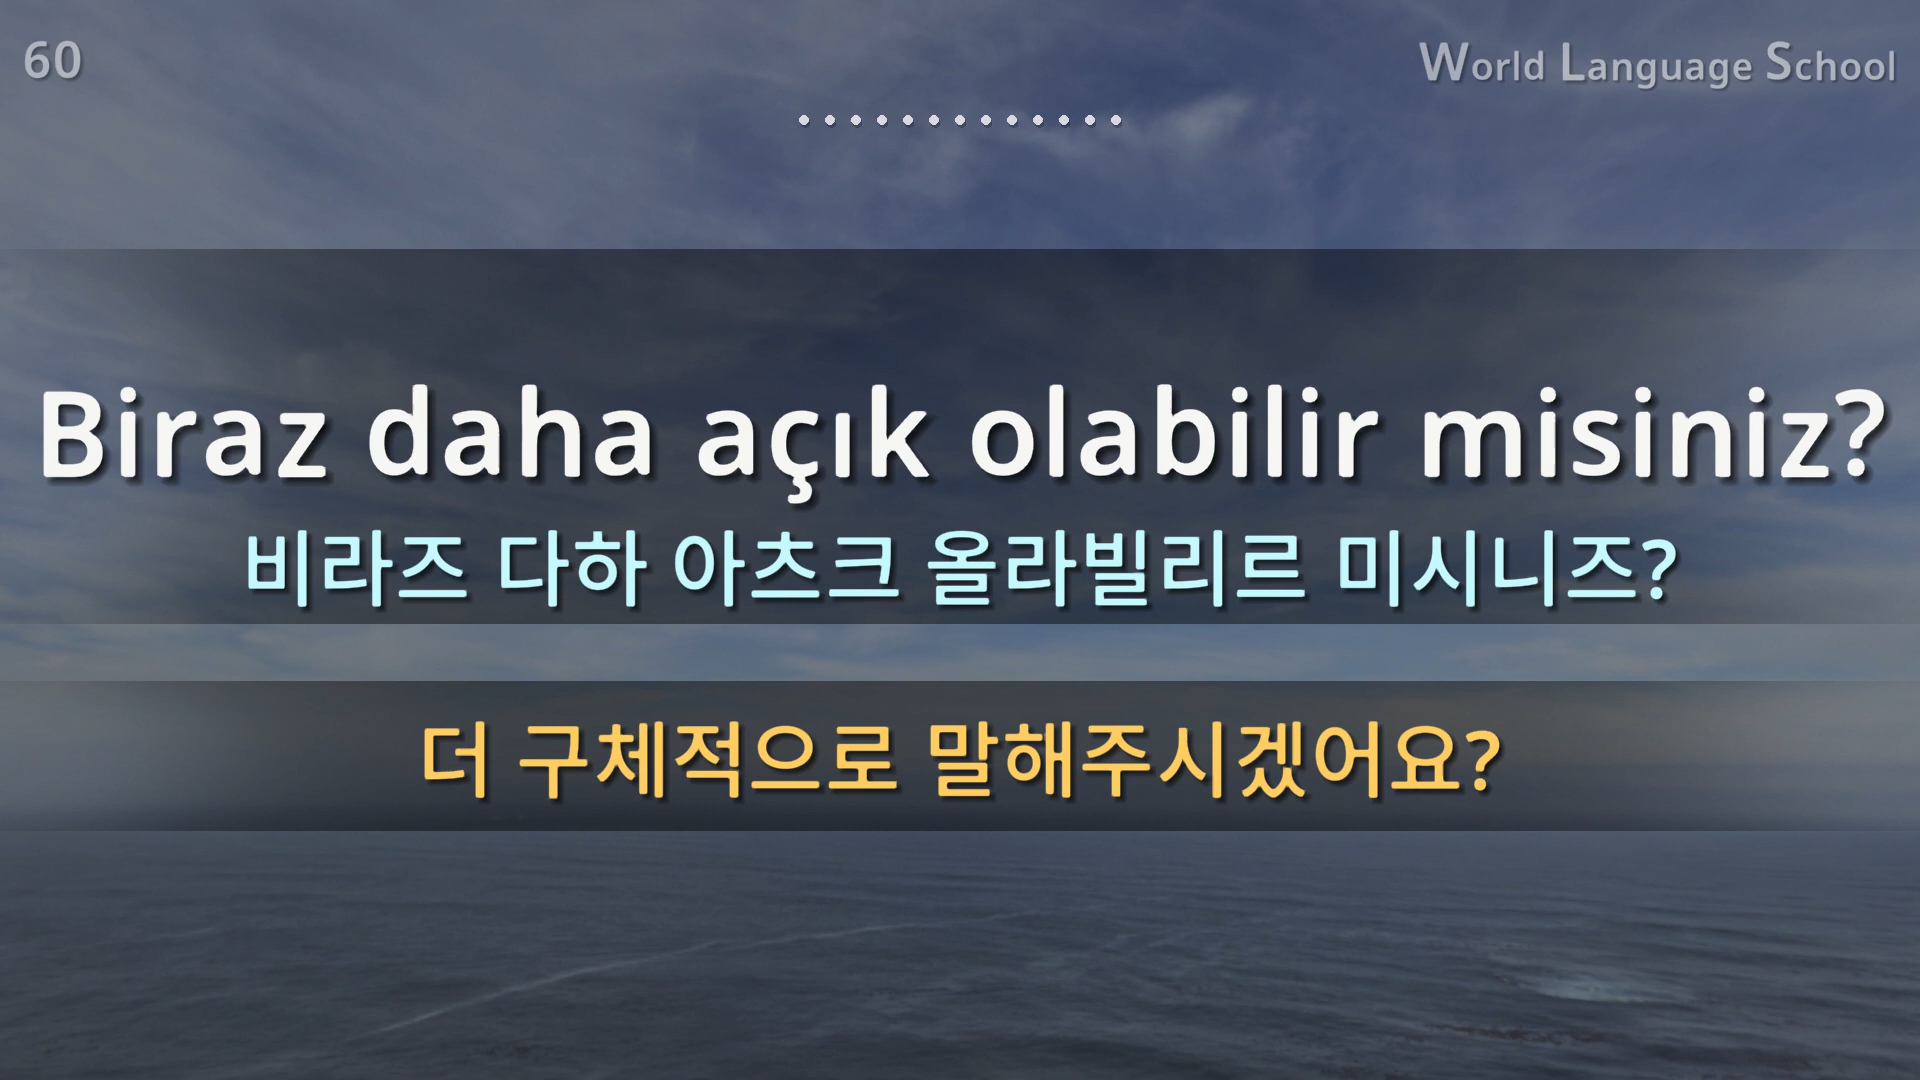 60
World Language School
Biraz daha açık olabilir misiniz?
비라즈 다하 아츠크 올라빌리르 미시니즈?
더 구체적으로 말해주시겠어요?